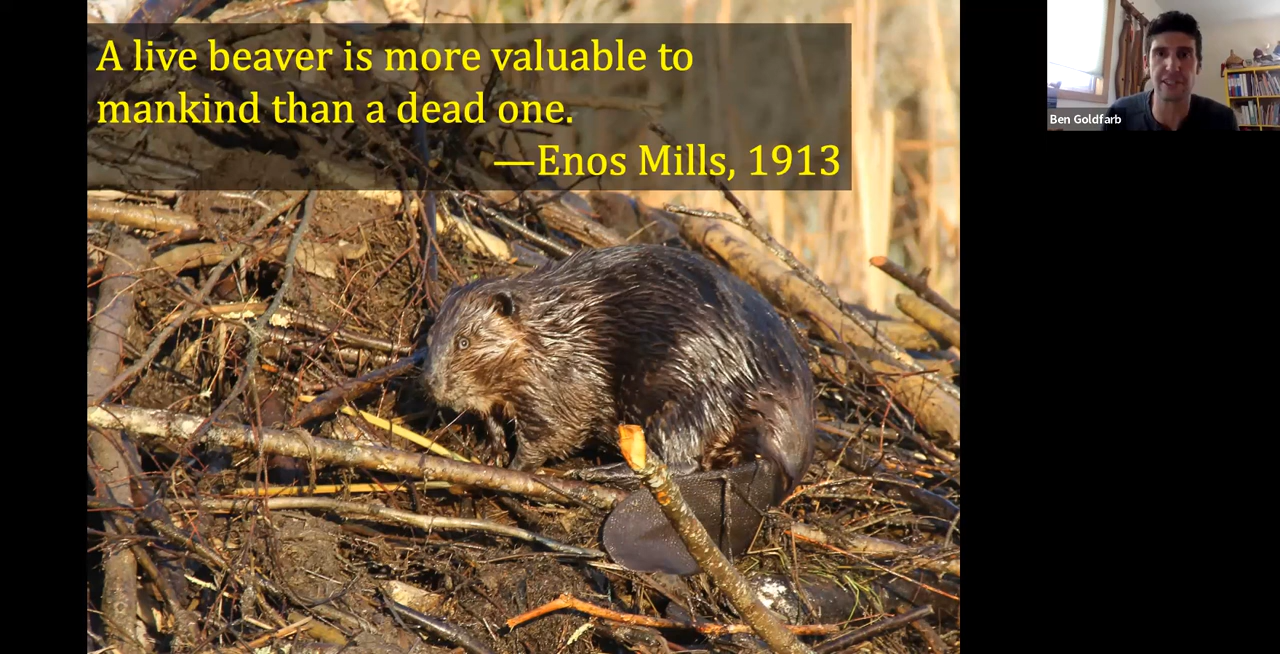 A live beaver is more valuable to
mankind than a dead one.
—Enos Mills, 1913
Ben Goldfarb